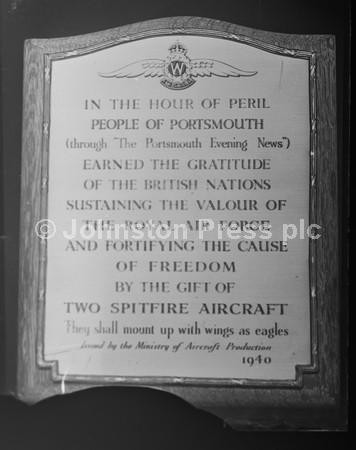 W
IN THE HOUR OF PERIL
PEOPLE OF PORTSMOUTH
(through "The Portsmouth Evening News")
EARNED THE GRATITUDE
OF THE BRITISH NATIONS
SUSTAINING THE VALOUR OF
THE ROYAL AIR FORCE
© Johnston Press plc
AND FORTIFYING THE CAUSE
OF FREEDOM
BY THE GIFT OF
TWO SPITFIRE AIRCRAFT
They shall mount up with wings as eagles
Issued by the Ministry of Aircraft Production
1940